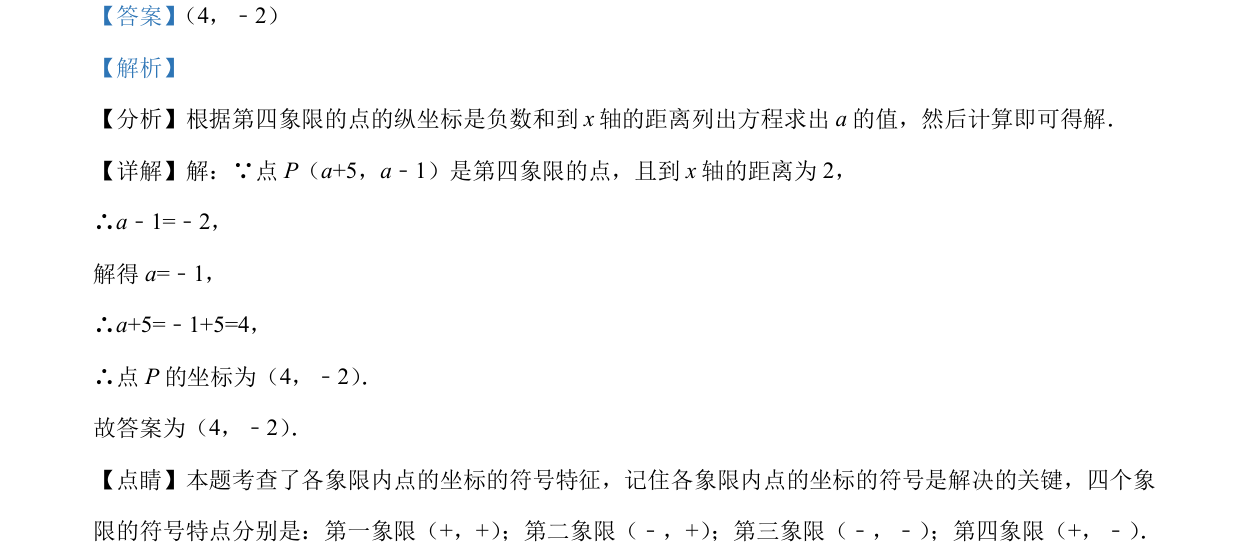 【答案】（4，﹣2）
【解析】
【分析】根据第四象限的点的纵坐标是负数和到 x 轴的距离列出方程求出 a 的值，然后计算即可得解．
【详解】解：∵点 P（a+5，a﹣1）是第四象限的点，且到 x 轴的距离为 2，
∴a﹣1=﹣2，
解得 a=﹣1，
∴a+5=﹣1+5=4，
∴点 P 的坐标为（4，﹣2）．
故答案为（4，﹣2）．
【点睛】本题考查了各象限内点的坐标的符号特征，记住各象限内点的坐标的符号是解决的关键，四个象
限的符号特点分别是：第一象限（+，+）；第二象限（﹣，+）；第三象限（﹣，﹣）；第四象限（+，﹣）．